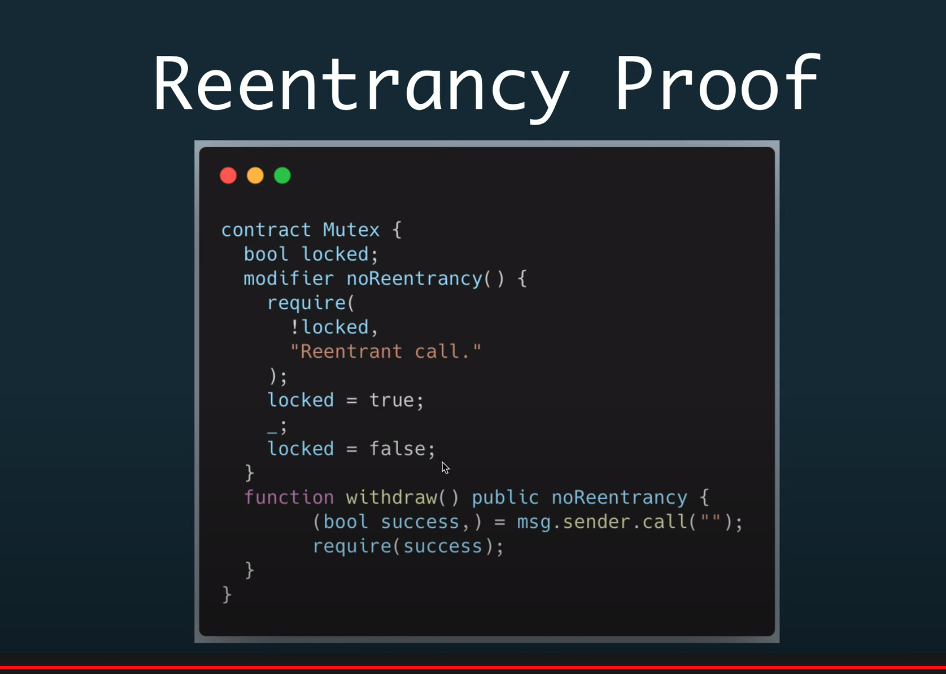 Reentrancy Proof
contract Mutex {
  bool locked;
  modifier noReentrancy() {
    require(
      !locked,
      "Reentrant call."
    );
    locked = true;
    _;
    locked = false;
  }
  function withdraw() public noReentrancy {
        (bool success,) = msg.sender.call("");
        require(success);
  }
}